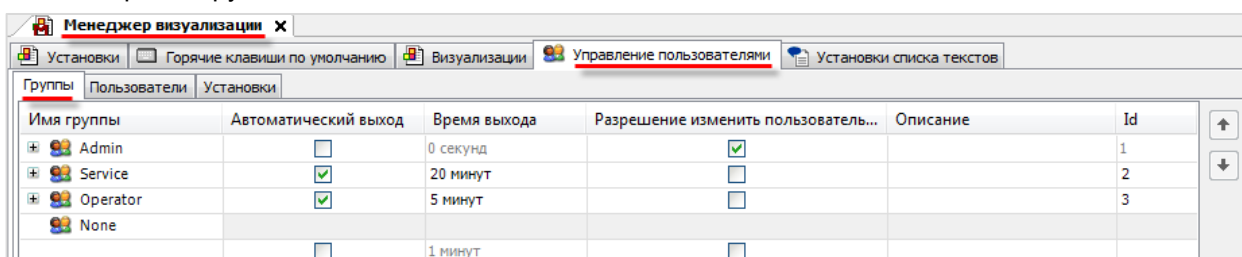 Менеджер визуализации X
Установки Горячие клавиши по умолчанию Визуализации Управление пользователями Установки списка текстов
Группы Пользователи Установки
Имя группы Автоматический выход Время выхода Разрешение изменить пользователь... Описание Id
Admin 0 секунд 1
Service 20 минут 2
Operator 5 минут 3
None
1 минут